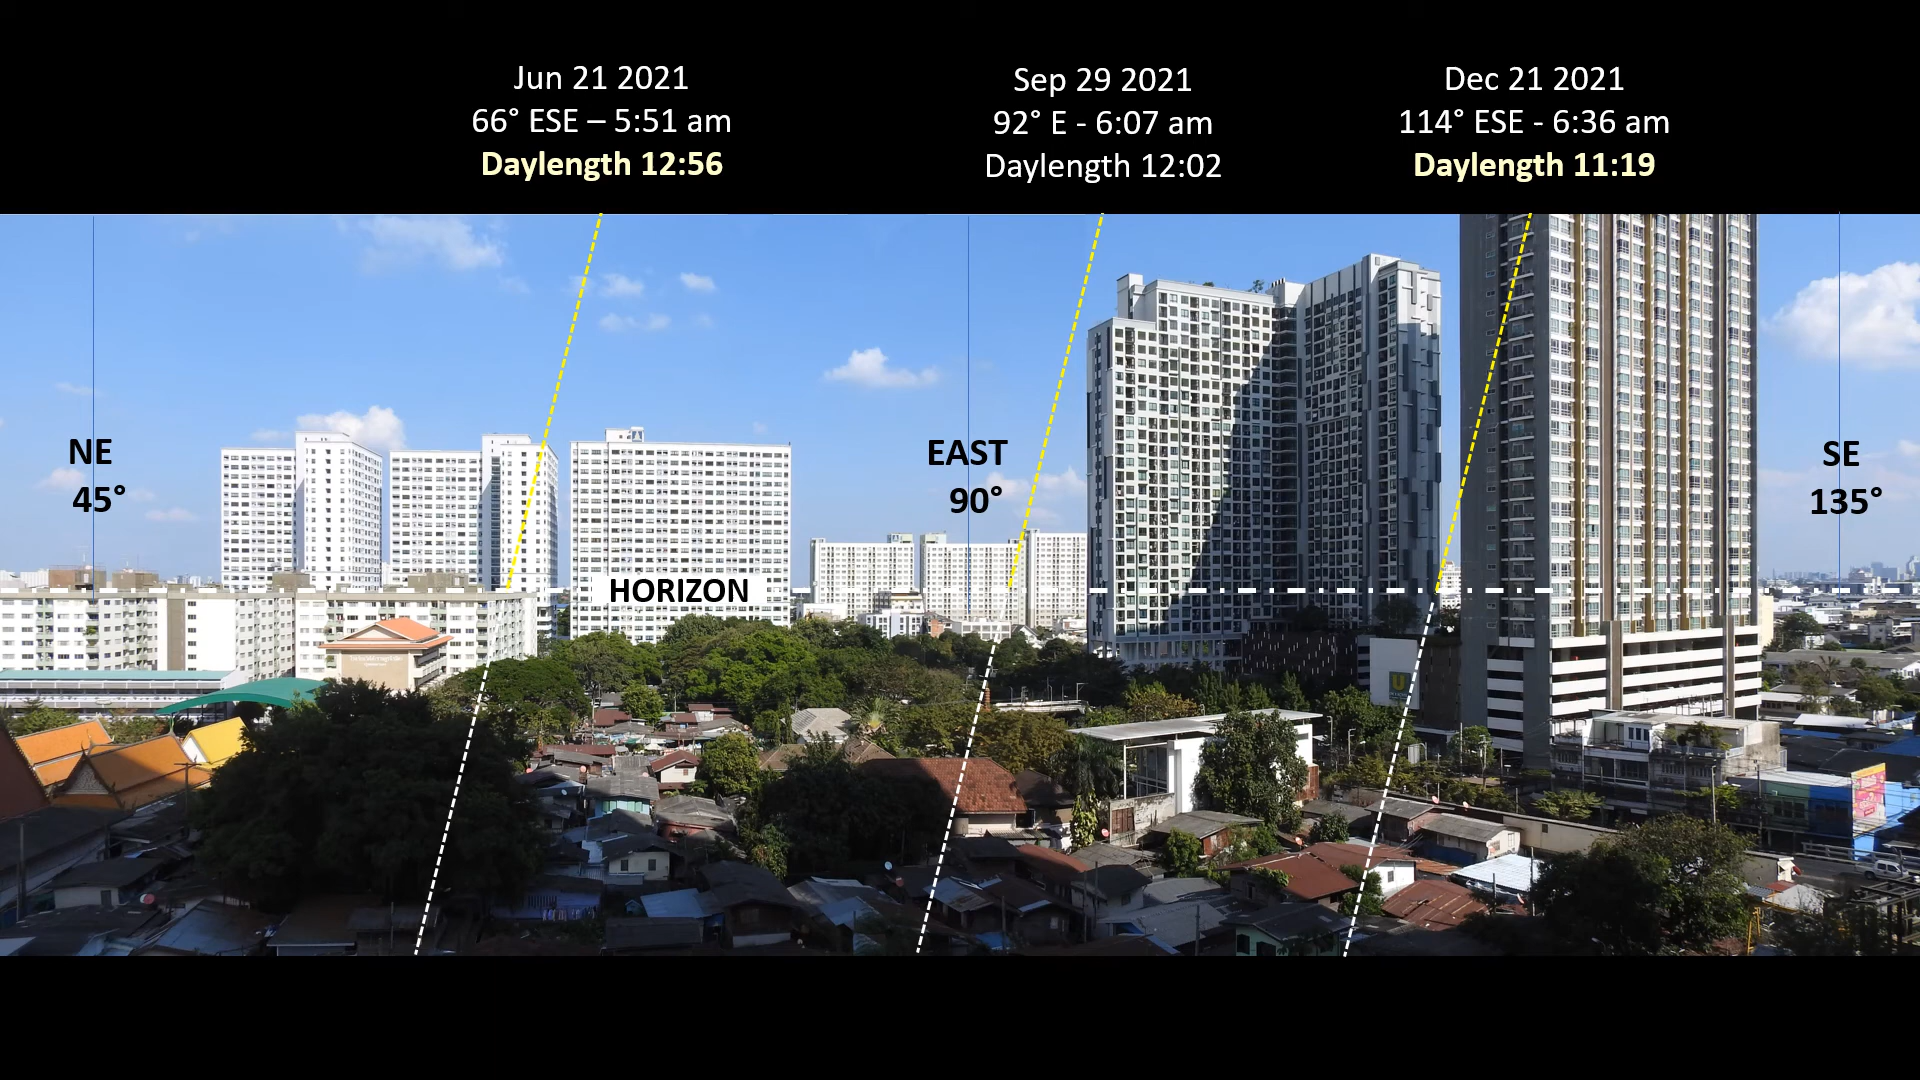 Jun 21 2021
66° ESE – 5:51 am
Daylength 12:56
Sep 29 2021
92° E - 6:07 am
Daylength 12:02
Dec 21 2021
114° ESE - 6:36 am
Daylength 11:19
NE
45°
EAST
90°
SE
135°
HORIZON
U